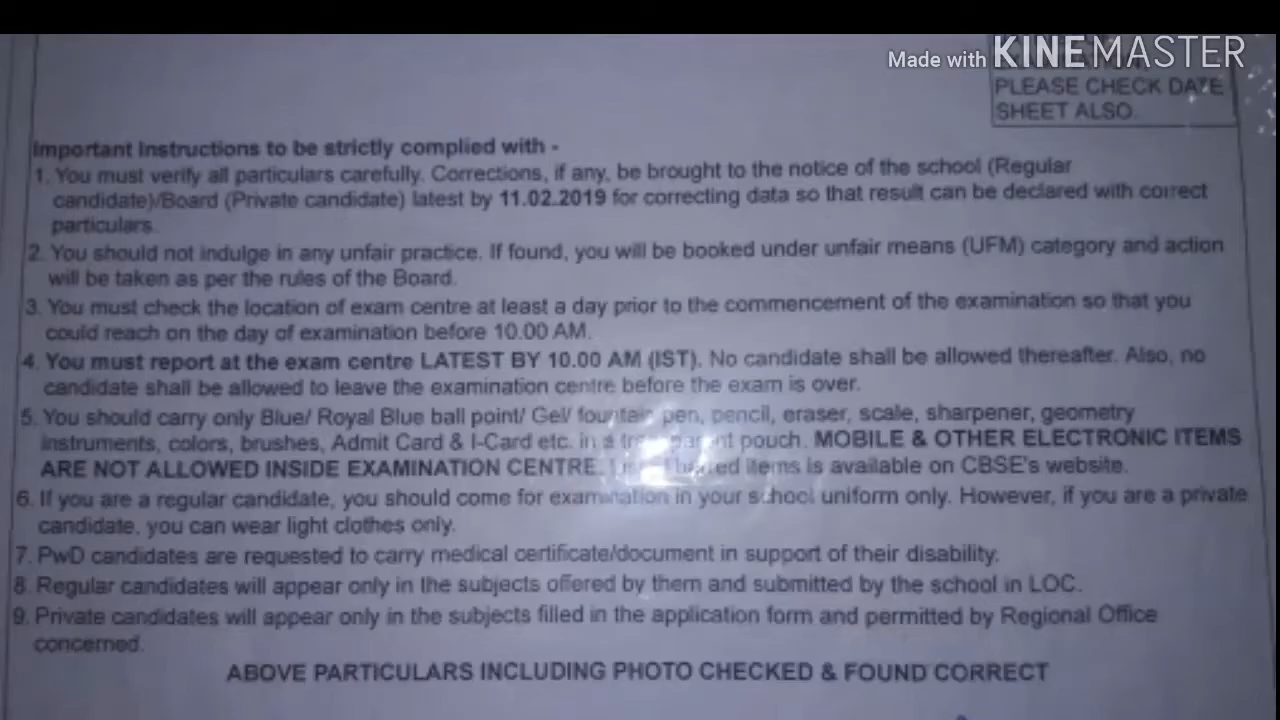 Made with KINEMASTER
PLEASE CHECK DATE
SHEET ALSO.
Important Instructions to be strictly complied with -
1. You must verify all particulars carefully. Corrections, if any, be brought to the notice of the school (Regular
candidate)/Board (Private candidate) latest by 11.02.2019 for correcting data so that result can be declared with correct
particulars.
2. You should not indulge in any unfair practice. If found, you will be booked under unfair means (UFM) category and action
will be taken as per the rules of the Board.
3. You must check the location of exam centre at least a day prior to the commencement of the examination so that you
could reach on the day of examination before 10.00 AM.
4. You must report at the exam centre LATEST BY 10.00 AM (IST). No candidate shall be allowed thereafter. Also, no
candidate shall be allowed to leave the examination centre before the exam is over.
5. You should carry only Blue/ Royal Blue ball point/ Gel/ fountain pen, pencil, eraser, scale, sharpener, geometry
instruments, colors, brushes, Admit Card & I-Card etc. in a transparent pouch. MOBILE & OTHER ELECTRONIC ITEMS
ARE NOT ALLOWED INSIDE EXAMINATION CENTRE. items is available on CBSE's website.
6. If you are a regular candidate, you should come for examination in your school uniform only. However, if you are a private
candidate, you can wear light clothes only.
7. PwD candidates are requested to carry medical certificate/document in support of their disability.
8. Regular candidates will appear only in the subjects offered by them and submitted by the school in LOC.
9. Private candidates will appear only in the subjects filled in the application form and permitted by Regional Office
concerned.
ABOVE PARTICULARS INCLUDING PHOTO CHECKED & FOUND CORRECT